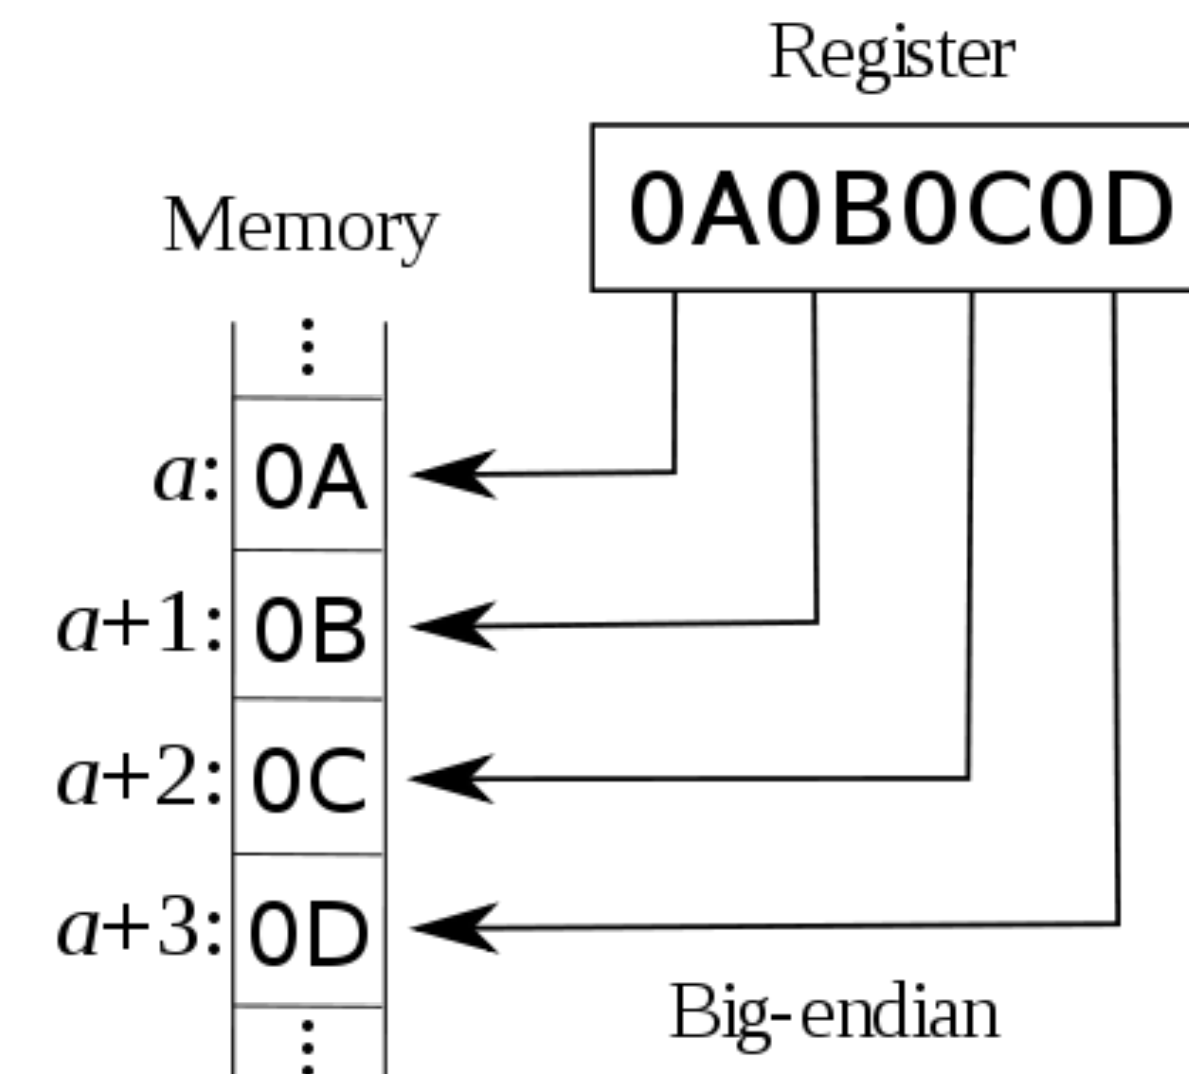 Register
0A0B0C0D
Memory
a: 0A
a+1: 0B
a+2: 0C
a+3: 0D
Big-endian